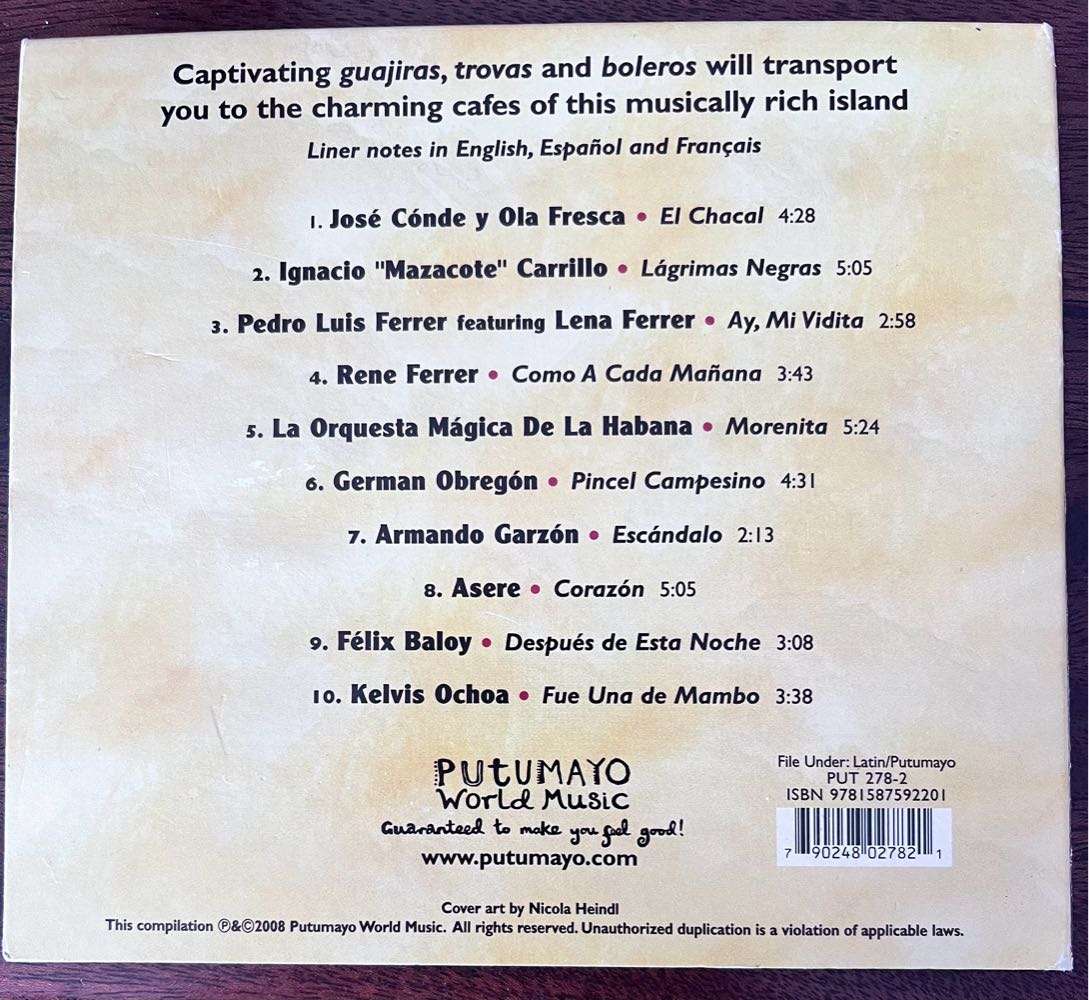 Captivating guajiras, trovas and boleros will transport
you to the charming cafes of this musically rich island
Liner notes in English, Español and Français
1. José Cónde y Ola Fresca • El Chacal 4:28
2. Ignacio "Mazacote" Carrillo • Lágrimas Negras 5:05
3. Pedro Luis Ferrer featuring Lena Ferrer • Ay, Mi Vidita 2:58
4. Rene Ferrer • Como A Cada Mañana 3:43
5. La Orquesta Mágica De La Habana • Morenita 5:24
6. German Obregón • Pincel Campesino 4:31
7. Armando Garzón • Escándalo 2:13
8. Asere • Corazón 5:05
9. Félix Baloy • Después de Esta Noche 3:08
10. Kelvis Ochoa • Fue Una de Mambo 3:38
PUTUMAYO
World Music
Guaranteed to make you feel good!
www.putumayo.com
File Under: Latin/Putumayo
PUT 278-2
ISBN 9781587592201
7 90248 02782 1
Cover art by Nicola Heindl
This compilation ℗&©2008 Putumayo World Music. All rights reserved. Unauthorized duplication is a violation of applicable laws.